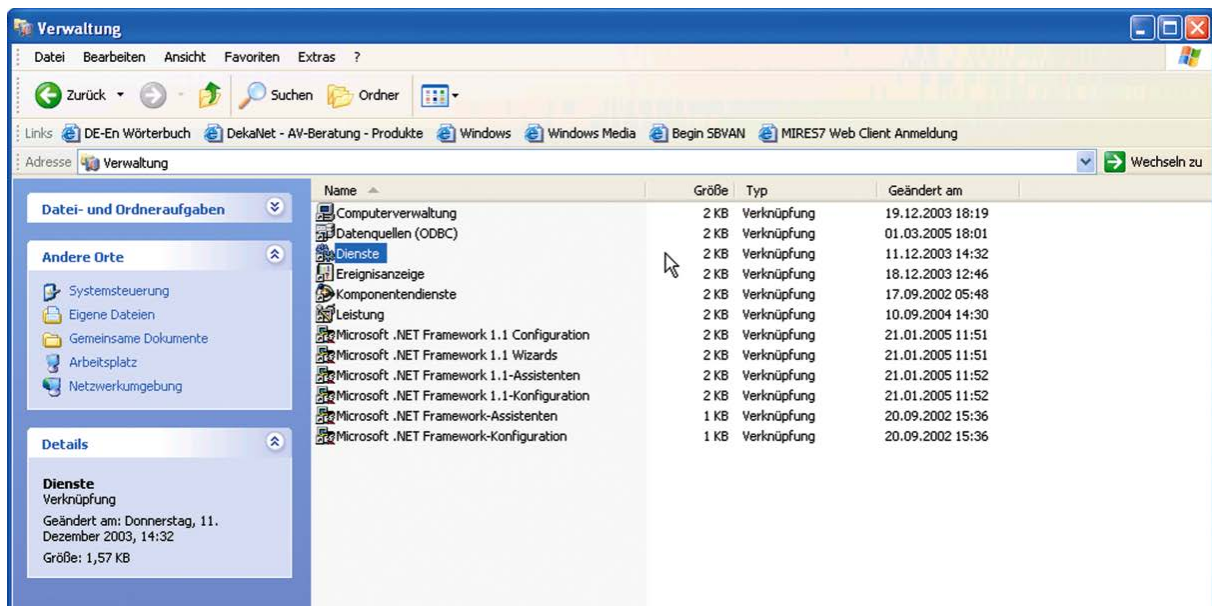 Verwaltung
Datei Bearbeiten Ansicht Favoriten Extras ?
Zurück Suchen Ordner
Links DE-En Wörterbuch DekaNet - AV-Beratung - Produkte Windows Windows Media Begin SBVAN MIRES7 Web Client Anmeldung
Adresse Verwaltung Wechseln zu
Datei- und Ordneraufgaben
Andere Orte
Systemsteuerung
Eigene Dateien
Gemeinsame Dokumente
Arbeitsplatz
Netzwerkumgebung
Details
Dienste
Verknüpfung
Geändert am: Donnerstag, 11.
Dezember 2003, 14:32
Größe: 1,57 KB
Name Größe Typ Geändert am
Computerverwaltung 2 KB Verknüpfung 19.12.2003 18:19
Datenquellen (ODBC) 2 KB Verknüpfung 01.03.2005 18:01
Dienste 2 KB Verknüpfung 11.12.2003 14:32
Ereignisanzeige 2 KB Verknüpfung 18.12.2003 12:46
Komponentendienste 2 KB Verknüpfung 17.09.2002 05:48
Leistung 2 KB Verknüpfung 10.09.2004 14:30
Microsoft .NET Framework 1.1 Configuration 2 KB Verknüpfung 21.01.2005 11:51
Microsoft .NET Framework 1.1 Wizards 2 KB Verknüpfung 21.01.2005 11:51
Microsoft .NET Framework 1.1-Assistenten 2 KB Verknüpfung 21.01.2005 11:52
Microsoft .NET Framework 1.1-Konfiguration 2 KB Verknüpfung 21.01.2005 11:52
Microsoft .NET Framework-Assistenten 1 KB Verknüpfung 20.09.2002 15:36
Microsoft .NET Framework-Konfiguration 1 KB Verknüpfung 20.09.2002 15:36